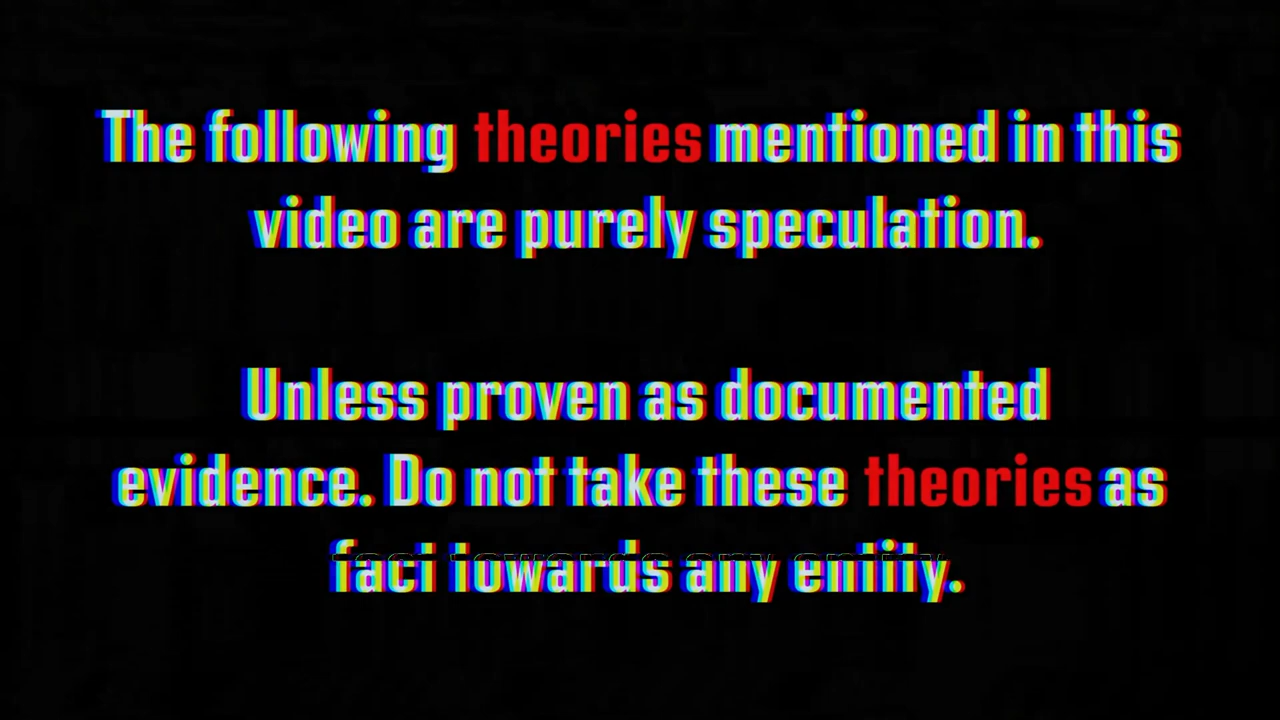 The following theories mentioned in this
video are purely speculation.
Unless proven as documented
evidence. Do not take these theories as
fact towards any entity.